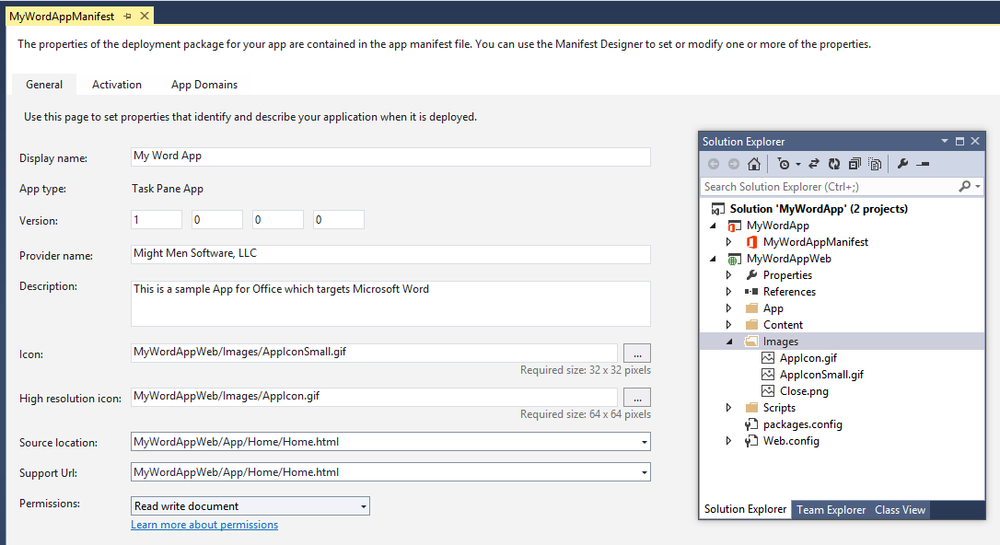 MyWordAppManifest
The properties of the deployment package for your app are contained in the app manifest file. You can use the Manifest Designer to set or modify one or more of the properties.
General Activation App Domains
Use this page to set properties that identify and describe your application when it is deployed.
Display name: My Word App
App type: Task Pane App
Version: 1 0 0 0
Provider name: Might Men Software, LLC
Description: This is a sample App for Office which targets Microsoft Word
Icon: MyWordAppWeb/Images/AppIconSmall.gif ...
Required size: 32 x 32 pixels
High resolution icon: MyWordAppWeb/Images/AppIcon.gif ...
Required size: 64 x 64 pixels
Source location: MyWordAppWeb/App/Home/Home.html
Support Url: MyWordAppWeb/App/Home/Home.html
Permissions: Read write document
Learn more about permissions
Solution Explorer
Search Solution Explorer (Ctrl+;)
Solution 'MyWordApp' (2 projects)
MyWordApp
MyWordAppManifest
MyWordAppWeb
Properties
References
App
Content
Images
AppIcon.gif
AppIconSmall.gif
Close.png
Scripts
packages.config
Web.config
Solution Explorer Team Explorer Class View